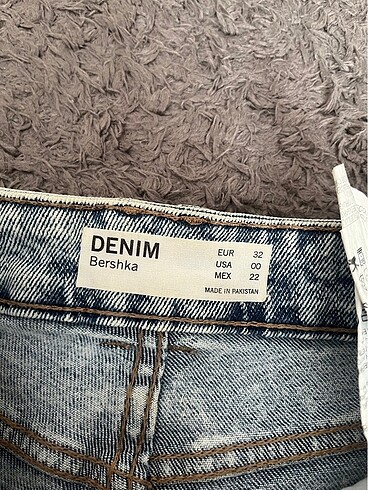 DENIM
Bershka
EUR 32
USA 00
MEX 22
MADE IN PAKISTAN